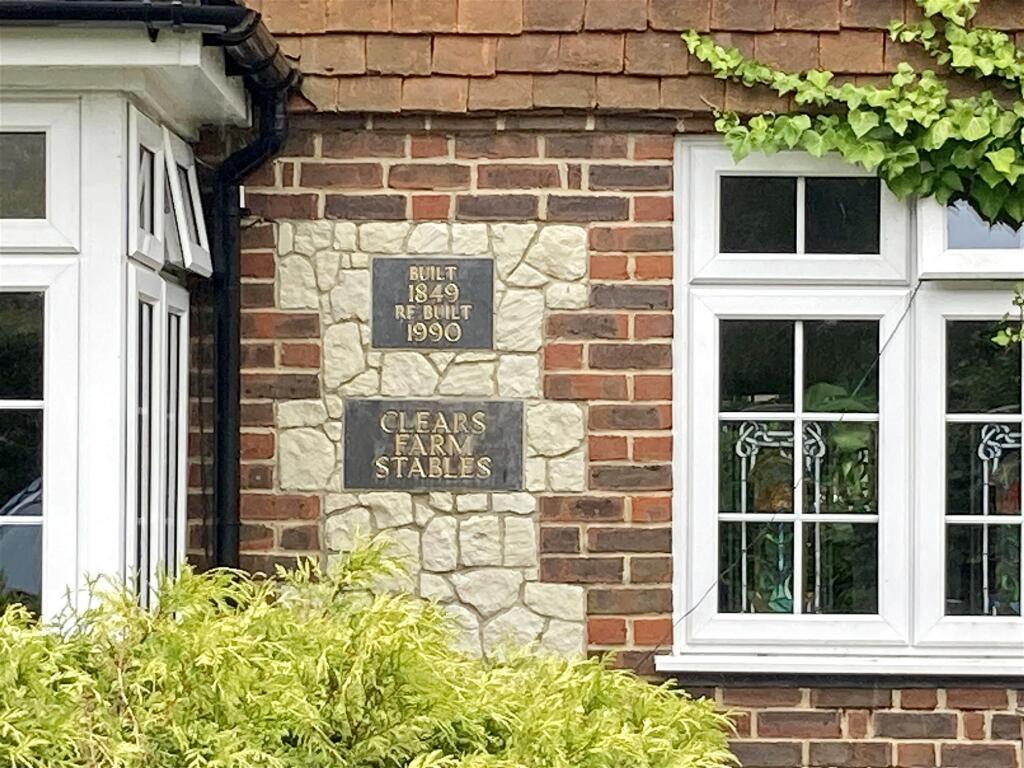 BUILT
1849
RE BUILT
1990
CLEARS
FARM
STABLES